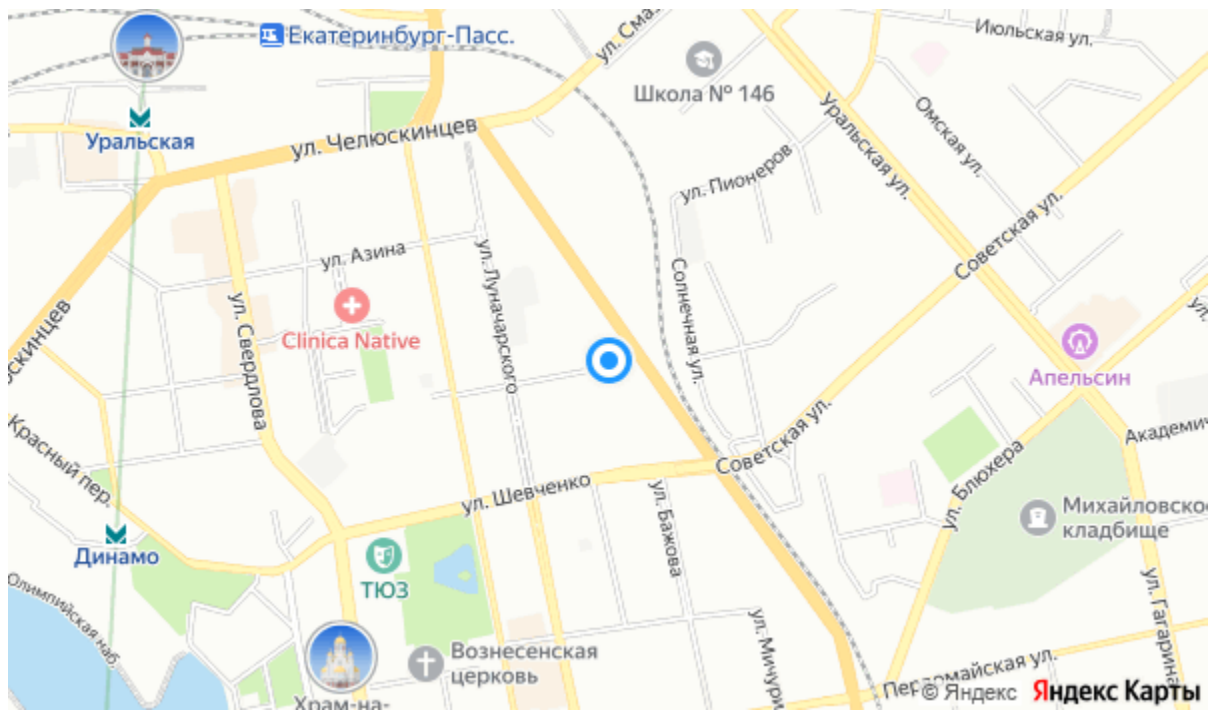 Екатеринбург-Пасс.
ул. Сма
Июльская ул.
Школа № 146
Уральская
ул. Челюскинцев
Уральская ул.
Омская ул.
ул. Пионеров
Советская ул.
ул. Азина
ул. Луначарского
Солнечная ул.
ул. Свердлова
Clinica Native
Апельсин
скинцев
ул.
Красный пер.
Советская ул.
Академич
ул. Блюхера
ул. Шевченко
ул. Бажова
Михайловское
кладбище
Динамо
ТЮЗ
Олимпийская наб.
ул. Гагарина
ул. Мичури
Вознесенская
церковь
Первомайская ул.
Храм-на-
© Яндекс Яндекс Карты